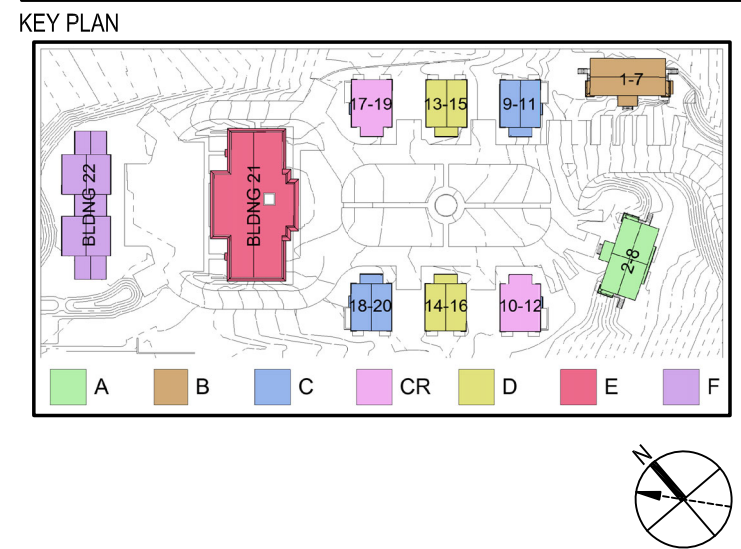 KEY PLAN
1-7
17-19 13-15 9-11
BLDNG 22
BLDNG 21
2-8
18-20 14-16 10-12
A B C CR D E F
N